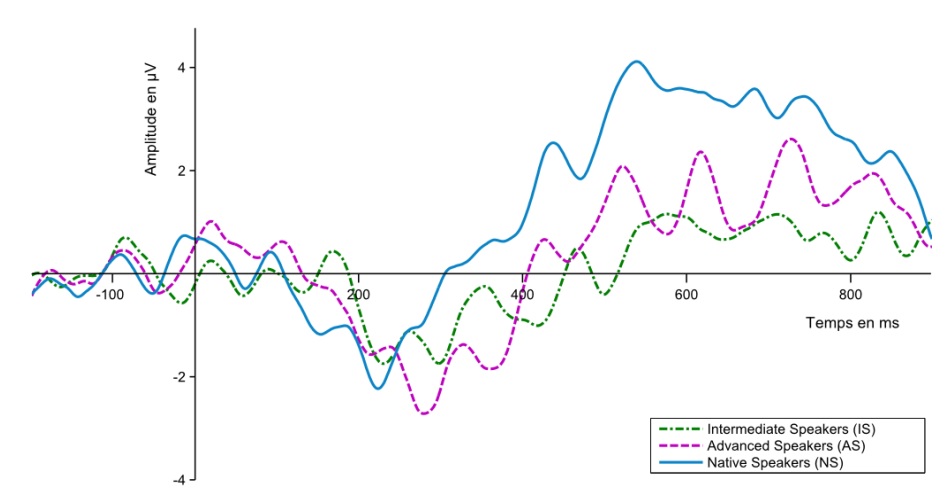 Amplitude en µV
4
2
-2
-4
-100
200
400
600
800
Temps en ms
Intermediate Speakers (IS)
Advanced Speakers (AS)
Native Speakers (NS)